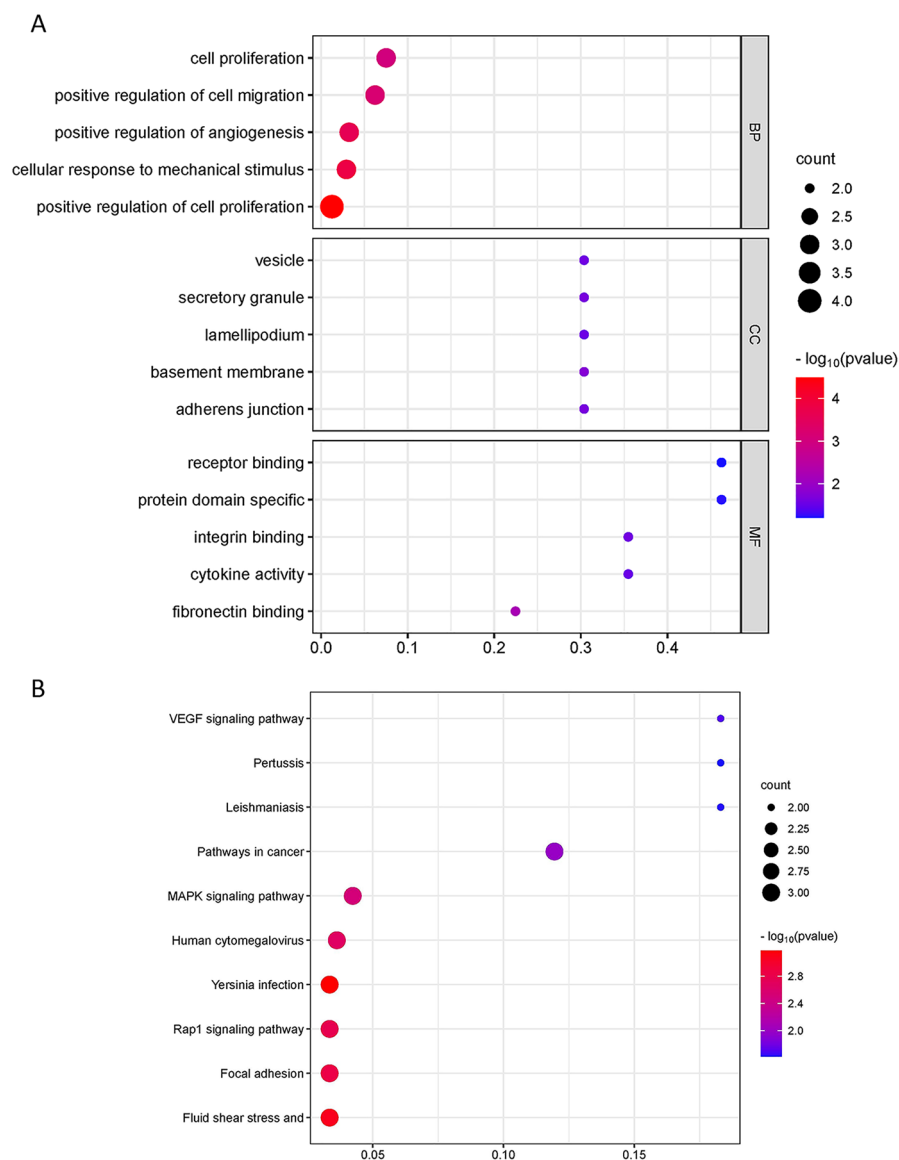 A
cell proliferation
positive regulation of cell migration
positive regulation of angiogenesis
cellular response to mechanical stimulus
positive regulation of cell proliferation
BP
vesicle
secretory granule
lamellipodium
basement membrane
adherens junction
CC
receptor binding
protein domain specific
integrin binding
cytokine activity
fibronectin binding
MF
0.0 0.1 0.2 0.3 0.4
count
2.0
2.5
3.0
3.5
4.0
- log10(pvalue)
4
3
2
B
VEGF signaling pathway
Pertussis
Leishmaniasis
Pathways in cancer
MAPK signaling pathway
Human cytomegalovirus
Yersinia infection
Rap1 signaling pathway
Focal adhesion
Fluid shear stress and
0.05 0.10 0.15
count
2.00
2.25
2.50
2.75
3.00
- log10(pvalue)
2.8
2.4
2.0